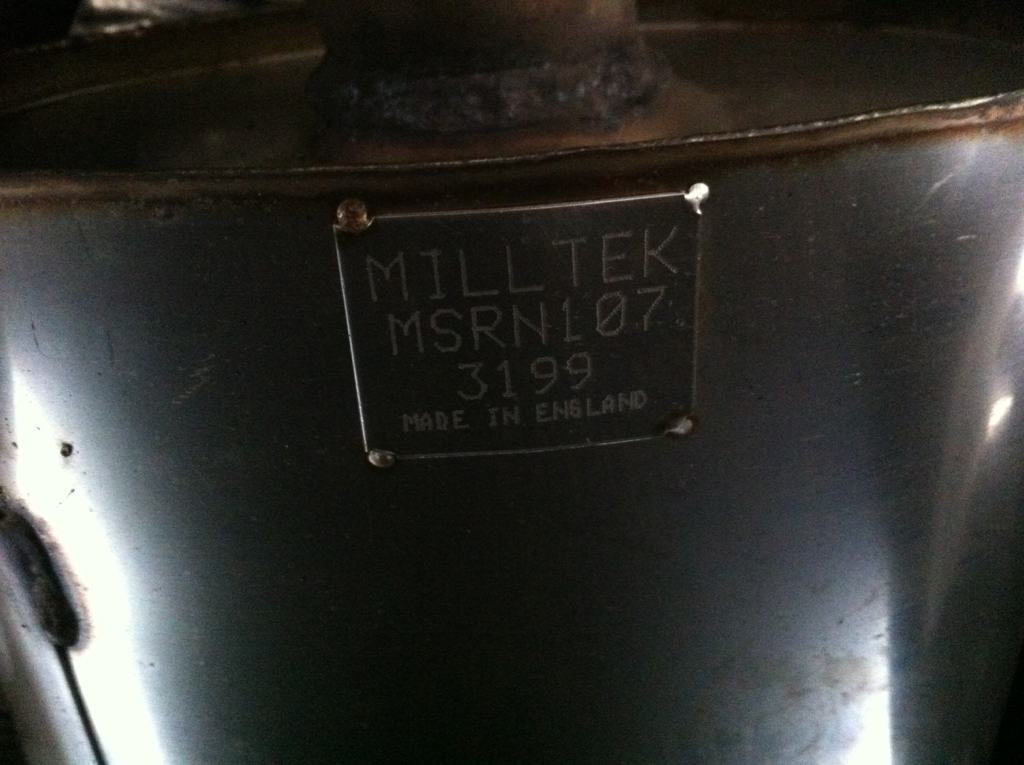 MILLTEK
MSRN107
3199
MADE IN ENGLAND